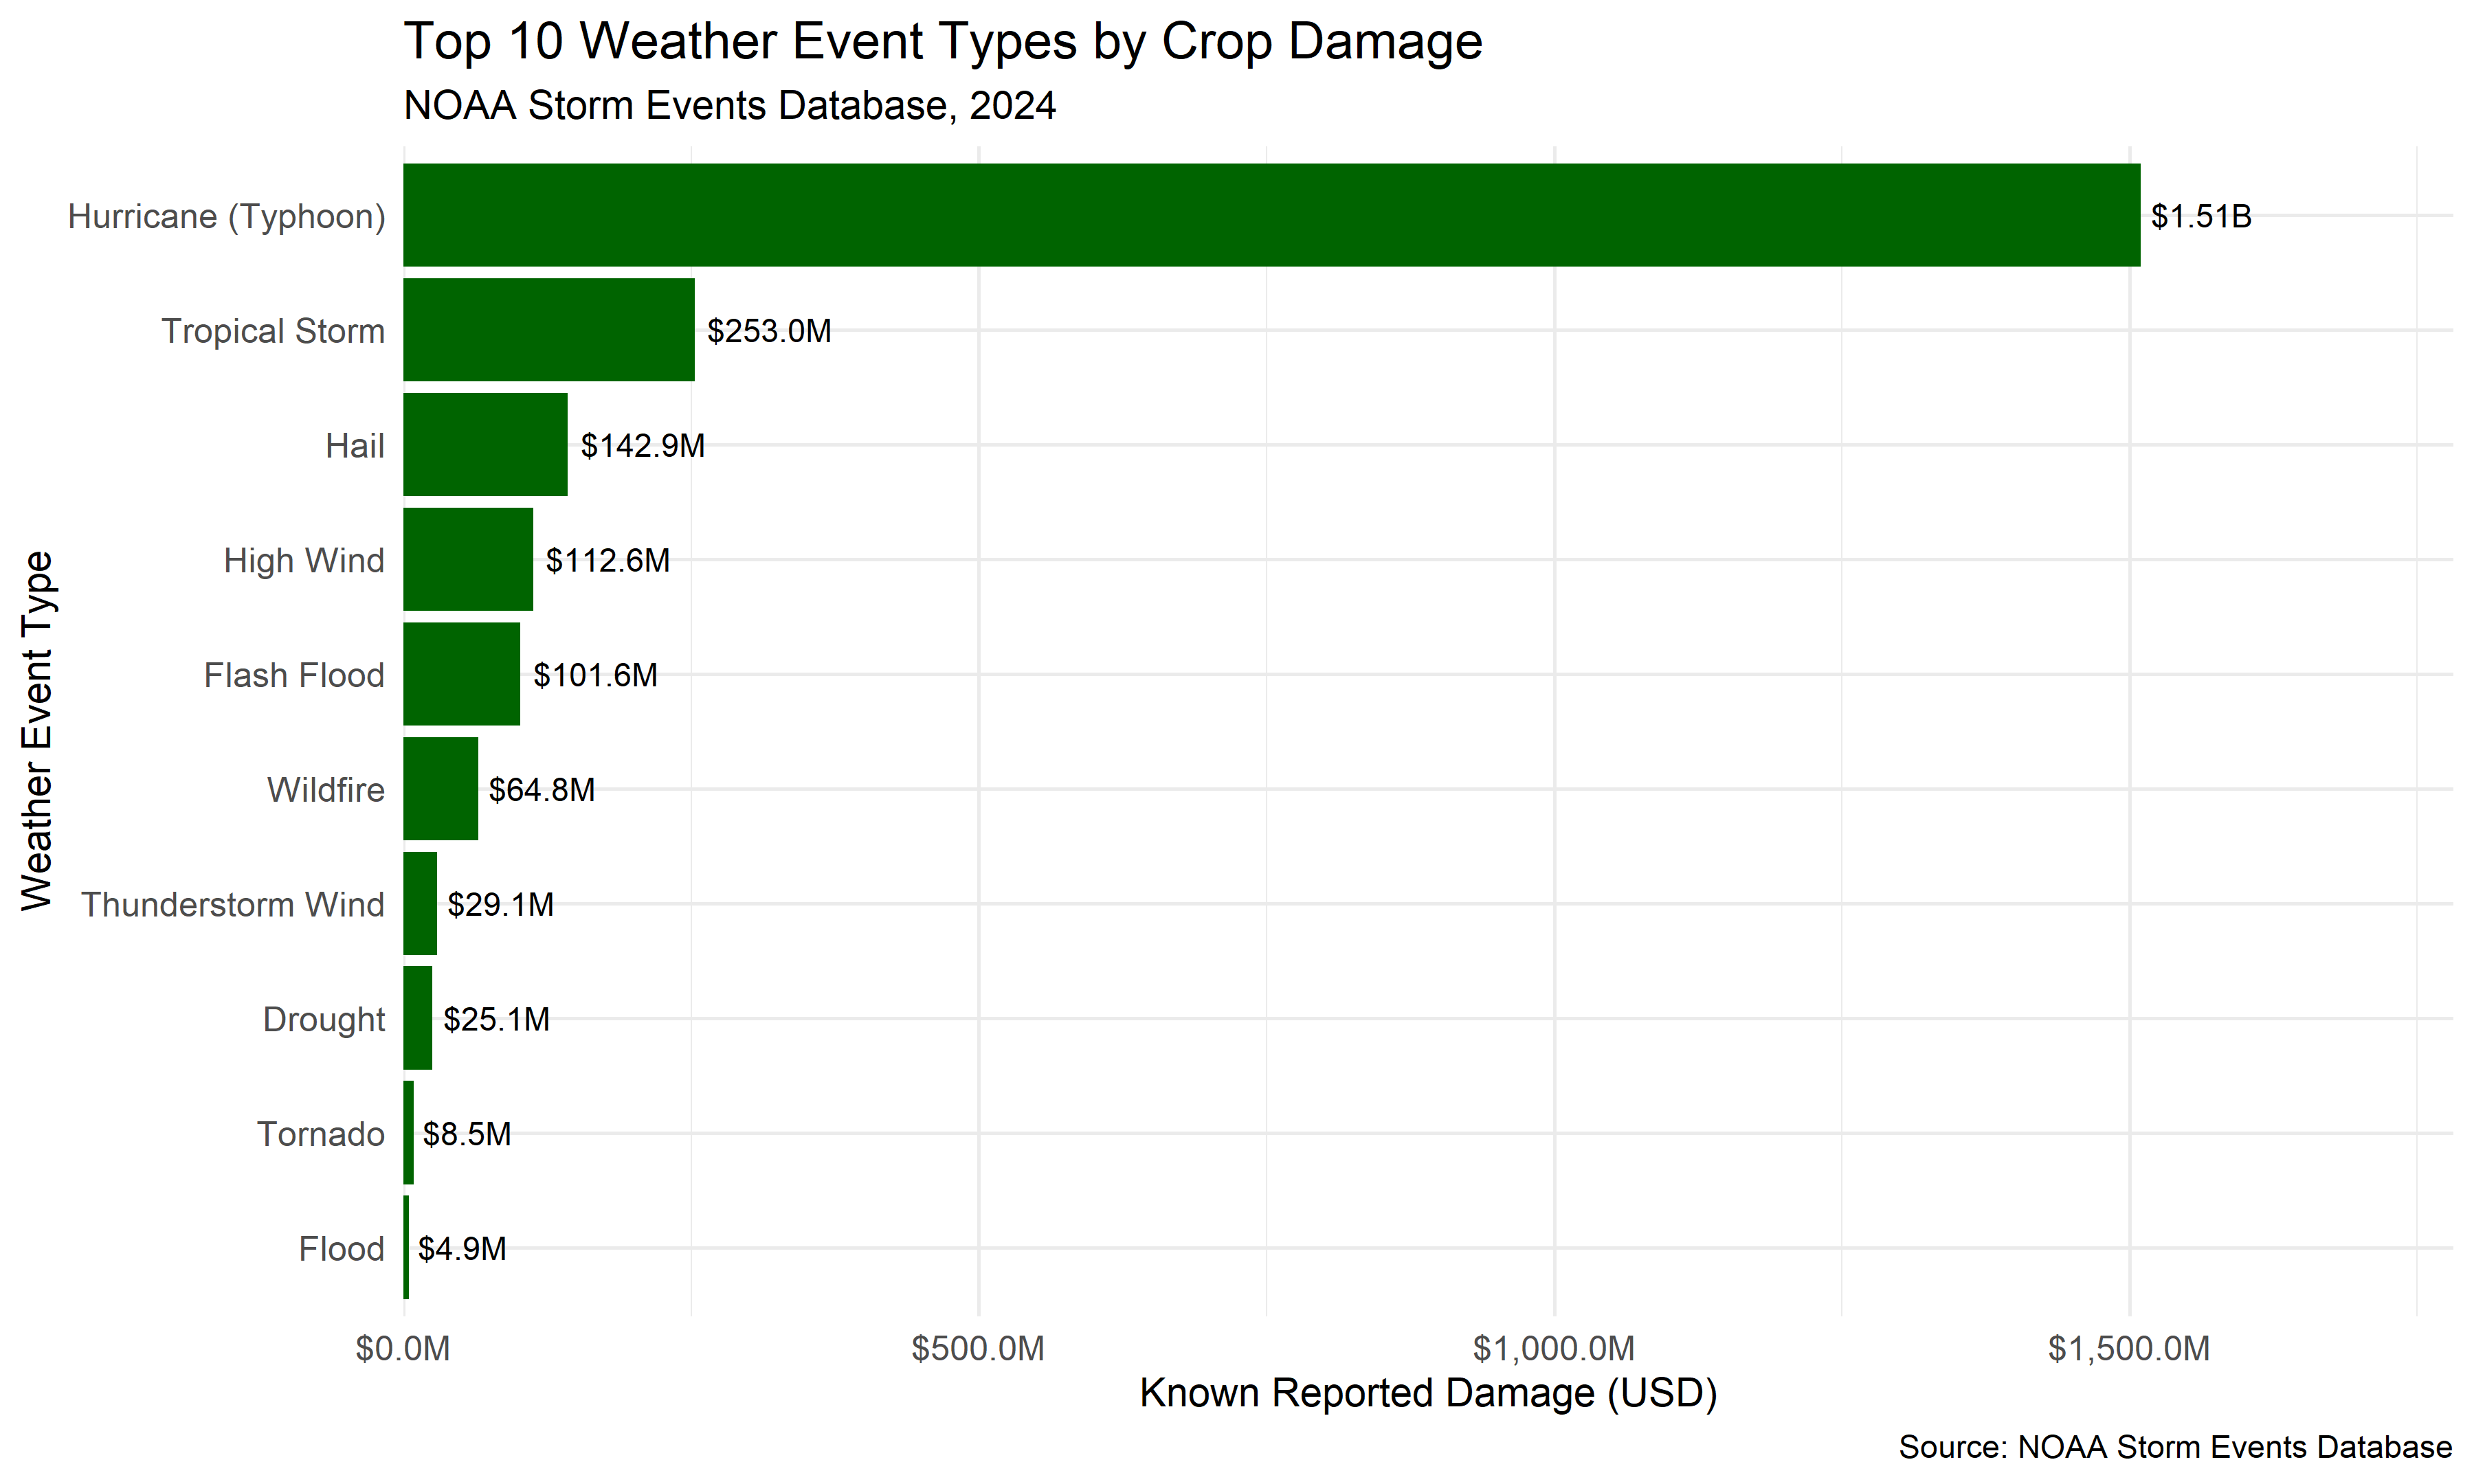 Top 10 Weather Event Types by Crop Damage
NOAA Storm Events Database, 2024
Weather Event Type
Hurricane (Typhoon) $1.51B
Tropical Storm $253.0M
Hail $142.9M
High Wind $112.6M
Flash Flood $101.6M
Wildfire $64.8M
Thunderstorm Wind $29.1M
Drought $25.1M
Tornado $8.5M
Flood $4.9M
$0.0M $500.0M $1,000.0M $1,500.0M
Known Reported Damage (USD)
Source: NOAA Storm Events Database